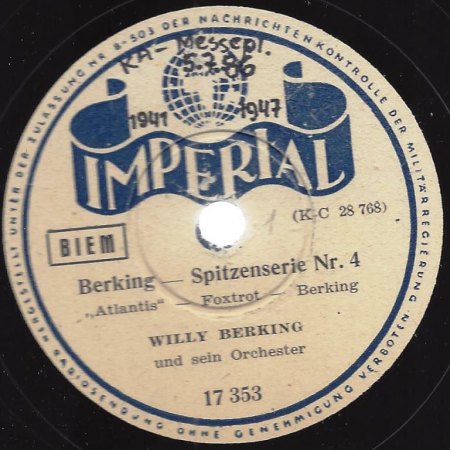 HERGESTELLT UNTER DER ZULASSUNG NR B-503 DER NACHRICHTENKONTROLLE DER MILITÄRREGIERUNG
RADIOSENDUNG OHNE GENEHMIGUNG VERBOTEN.
KA-Messepl.
5.7.86
1941 1947
IMPERIAL
1
(K-C 28 768)
BIEM
Berking — Spitzenserie Nr. 4
„Atlantis" — Foxtrot — Berking
WILLY BERKING
und sein Orchester
17 353